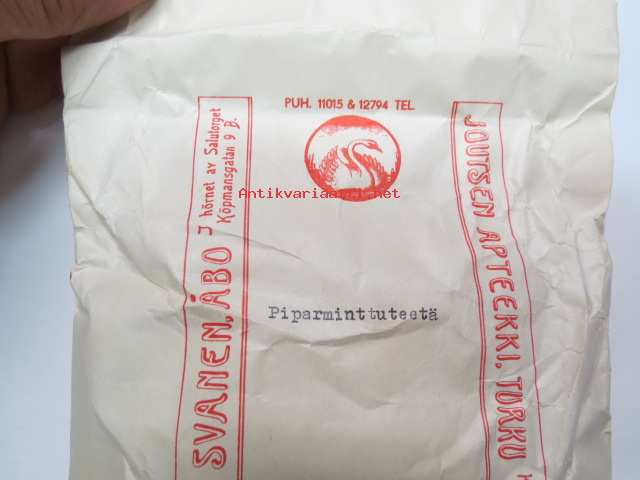 PUH. 11015 & 12794 TEL.
Antikvariaatti.net
SVANEN, ÅBO
I hörnet av Salutorget
Köpmansgatan 9 B.
JOUTSEN APTEEKKI, TURKU
Piparminttuteetä